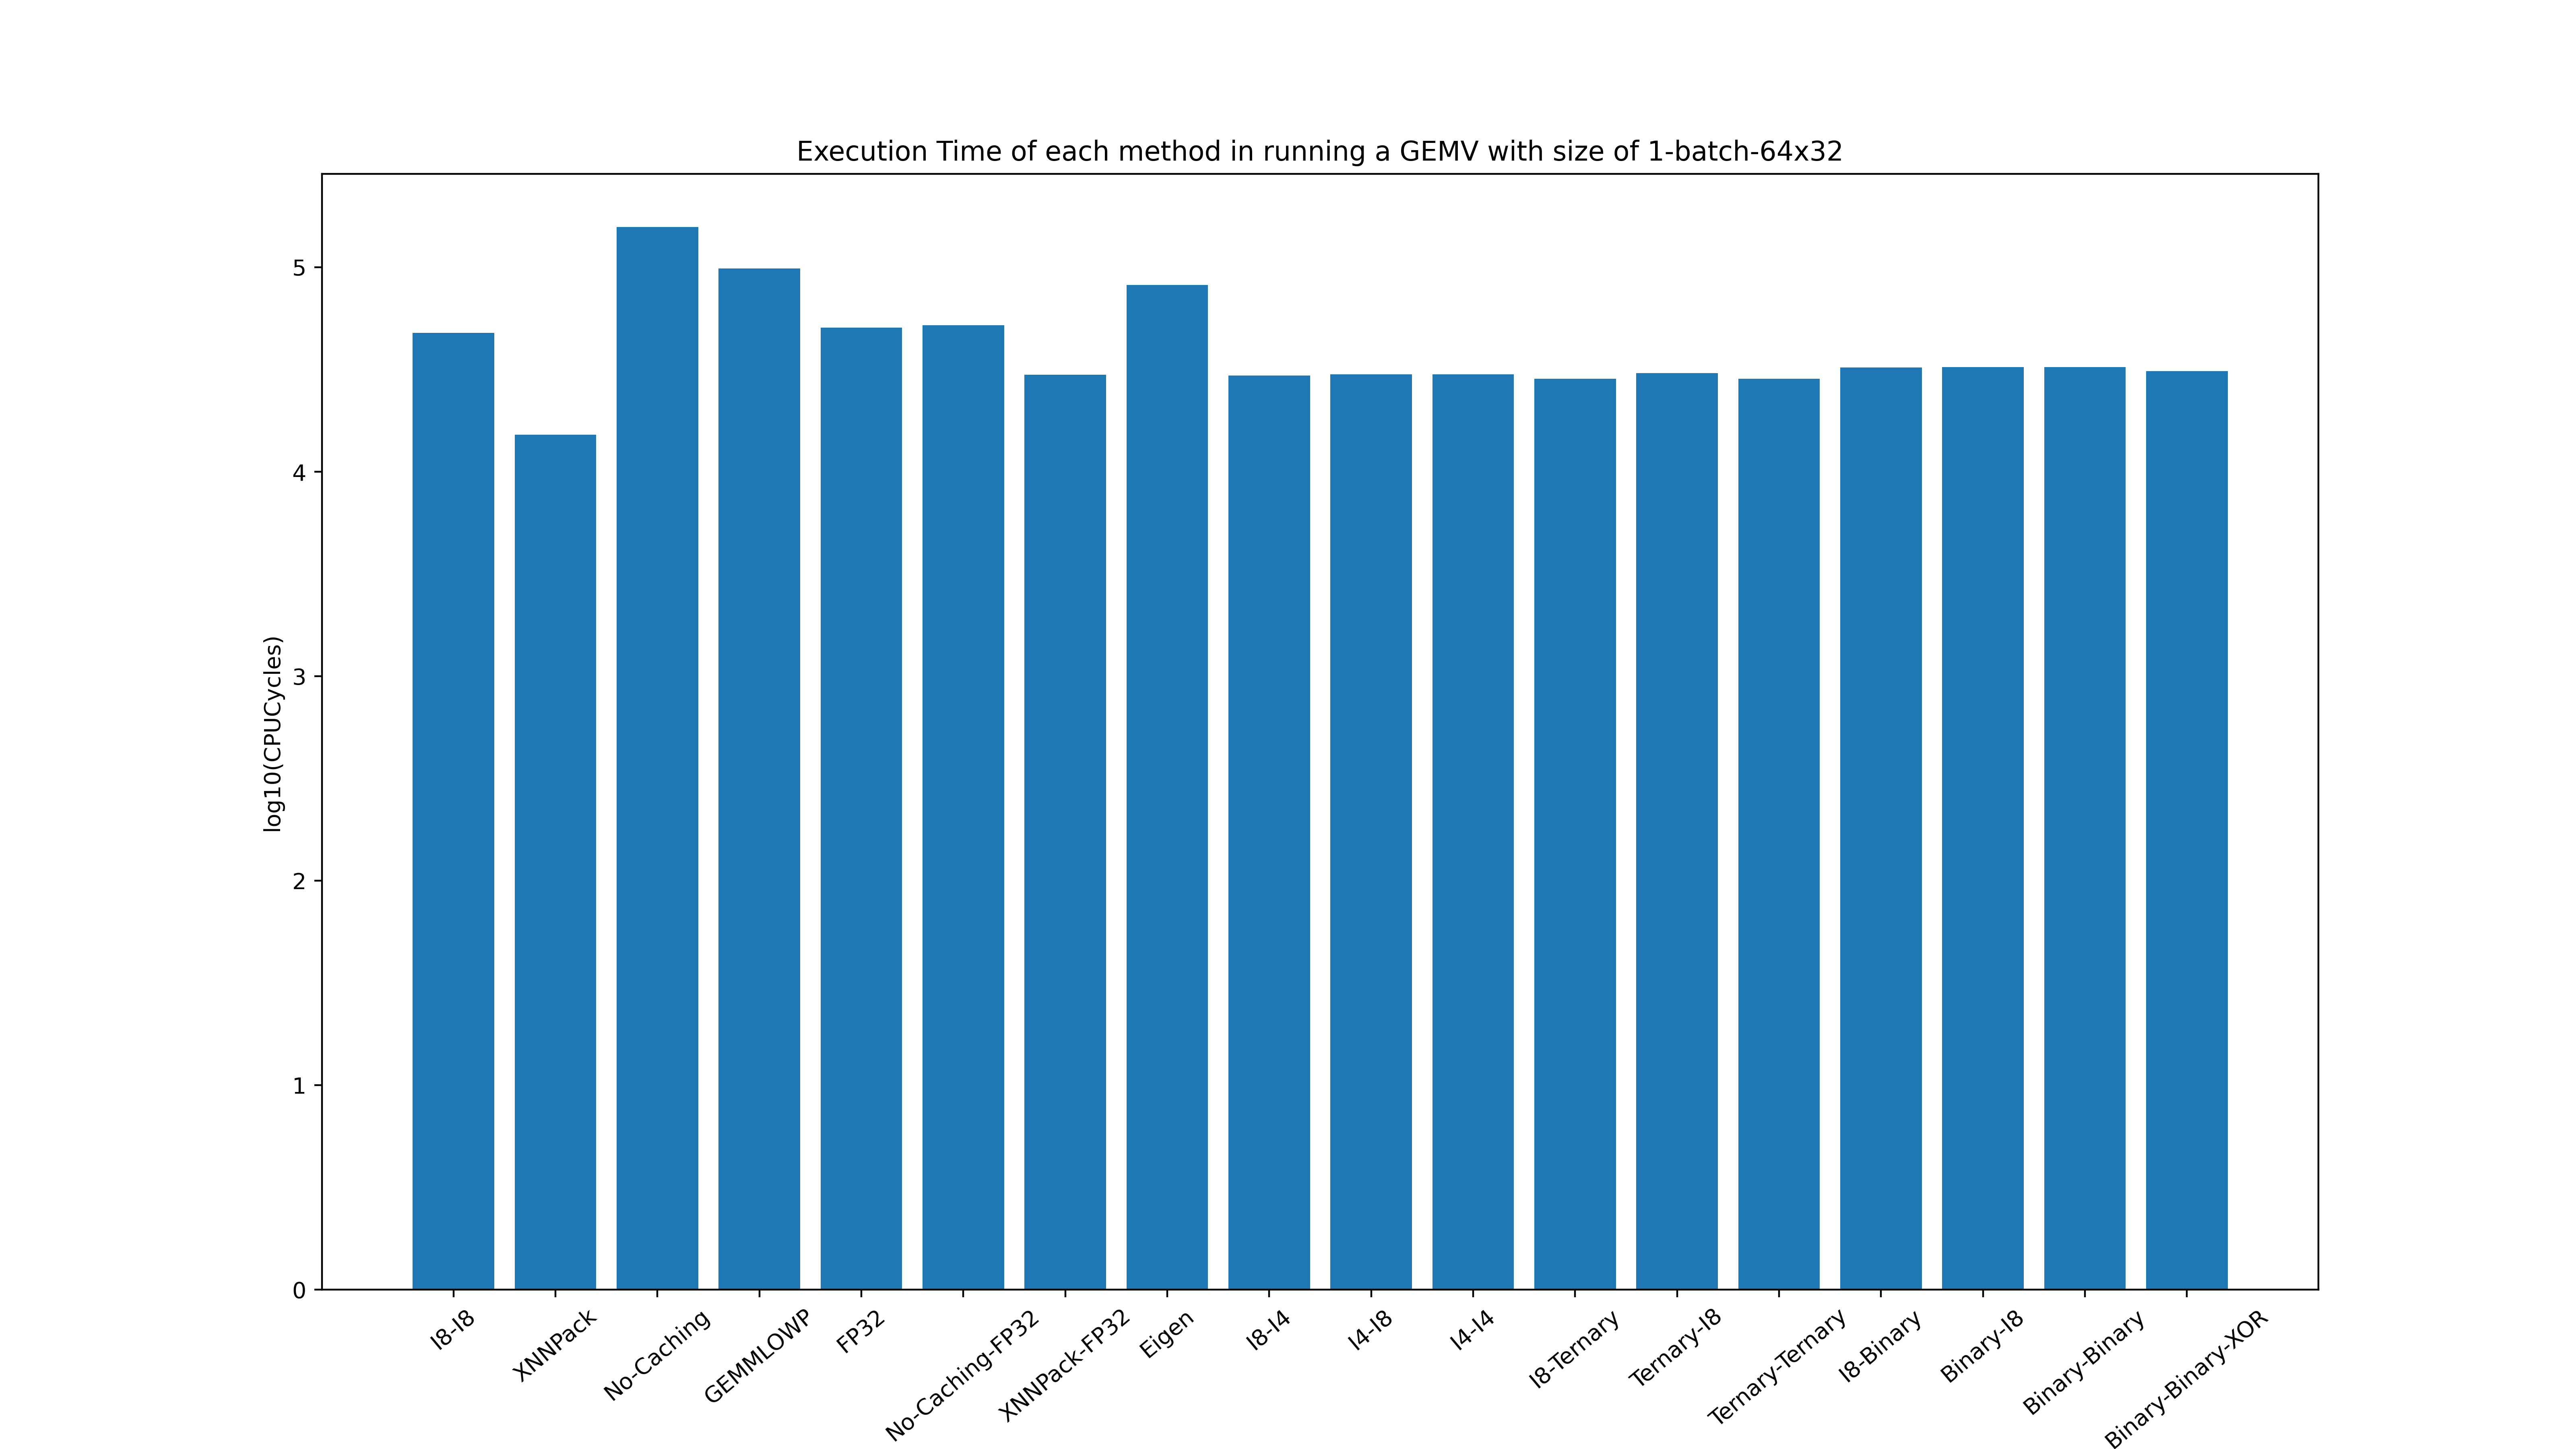 Execution Time of each method in running a GEMV with size of 1-batch-64x32
log10(CPUCycles)
5
4
3
2
1
0
I8-I8
XNNPack
No-Caching
GEMMLOWP
FP32
No-Caching-FP32
XNNPack-FP32
Eigen
I8-I4
I4-I8
I4-I4
I8-Ternary
Ternary-I8
Ternary-Ternary
I8-Binary
Binary-I8
Binary-Binary
Binary-Binary-XOR